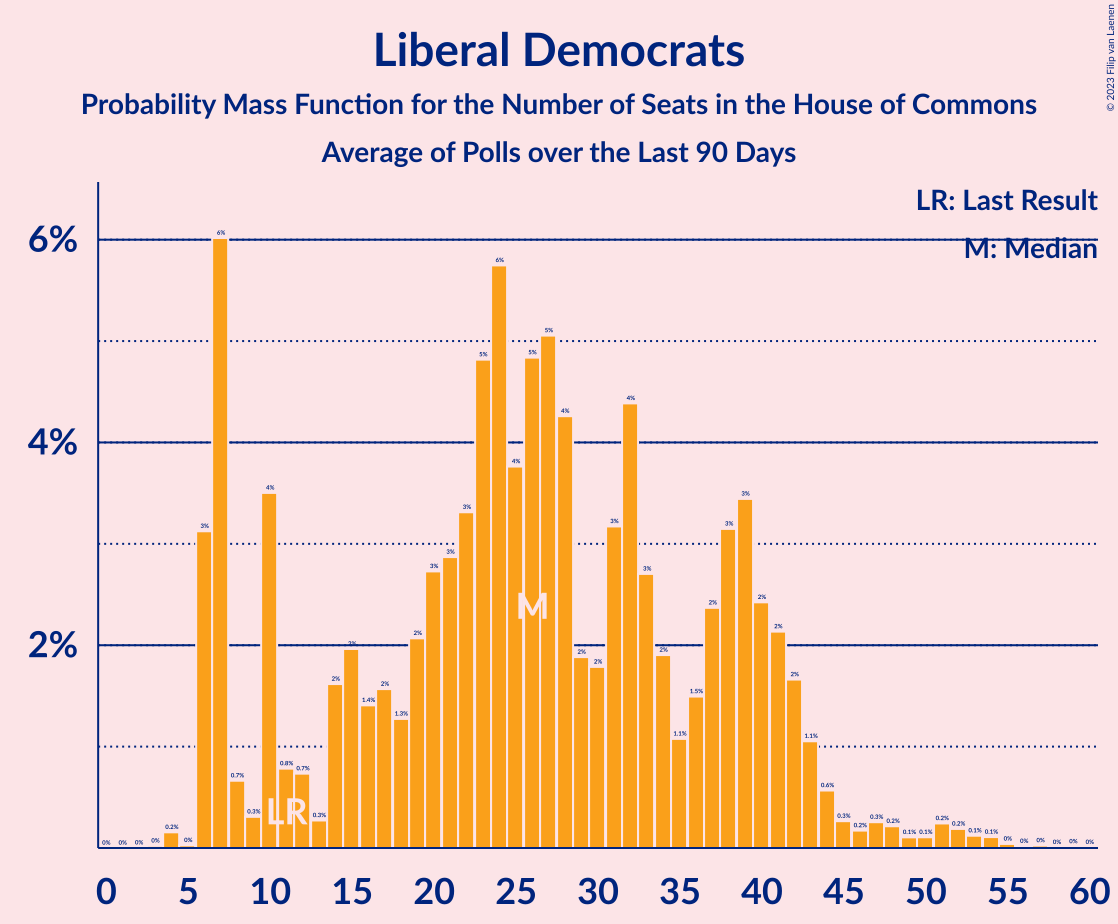 Liberal Democrats
Probability Mass Function for the Number of Seats in the House of Commons
Average of Polls over the Last 90 Days
© 2023 Filip van Laenen
LR: Last Result
M: Median
6%
4%
2%
0% 0% 0% 0% 0.2% 0% 3% 6% 0.7% 0.3% 4% 0.8% 0.7% 0.3% 2% 2% 1.4% 2% 1.3% 2% 3% 3% 3% 5% 6% 4% 5% 5% 4% 2% 2% 3% 4% 3% 2% 1.1% 1.5% 2% 3% 3% 2% 2% 2% 1.1% 0.6% 0.3% 0.2% 0.3% 0.2% 0.1% 0.1% 0.2% 0.2% 0.1% 0.1% 0% 0% 0% 0% 0% 0%
M
LR
0 5 10 15 20 25 30 35 40 45 50 55 60